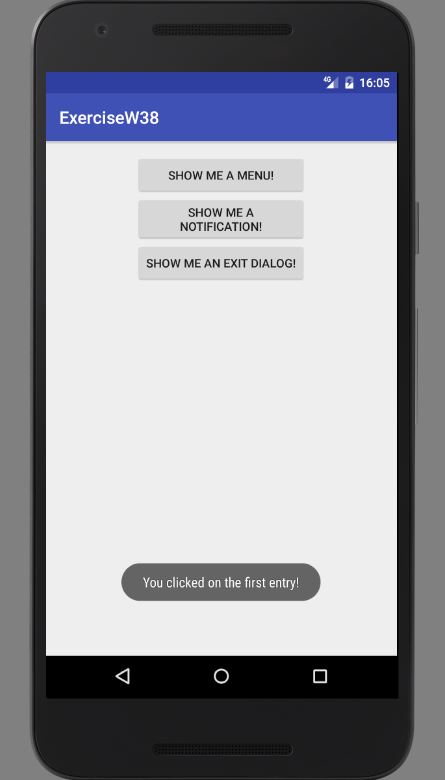 4G 16:05
ExerciseW38
SHOW ME A MENU!
SHOW ME A
NOTIFICATION!
SHOW ME AN EXIT DIALOG!
You clicked on the first entry!